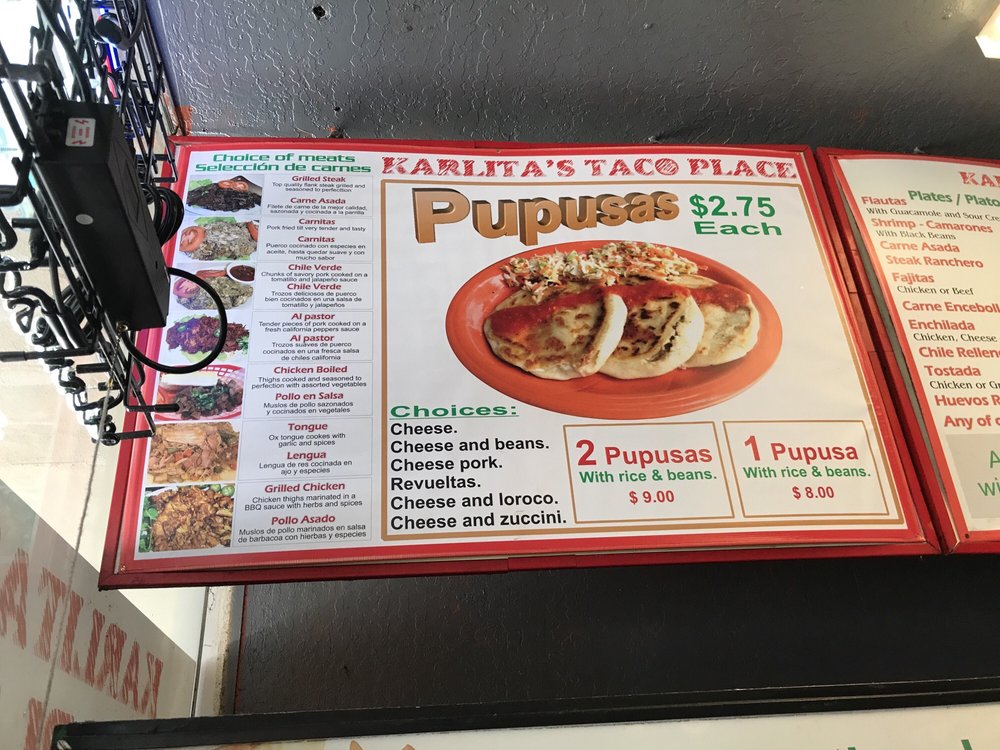 Choice of meats
Selección de carnes
Grilled Steak
Top quality flank steak grilled and
seasoned to perfection
Carne Asada
Filete de carne de la mejor calidad,
sazonada y cocinada a la parrilla
Carnitas
Pork fried till very tender and tasty
Carnitas
Puerco cocinado con especies en
aceite, hasta quedar suave y con
mucho sabor
Chile Verde
Chunks of savory pork cooked on a
tomatillo and jalapeño sauce
Chile Verde
Trozos deliciosos de puerco
bien cocinados en una salsa de
tomatillo y jalapeños
Al pastor
Tender pieces of pork cooked on a
fresh california peppers sauce
Al pastor
Trozos suaves de puerco
cocinados en una fresca salsa
de chiles california
Chicken Boiled
Thighs cooked and seasoned to
perfection with assorted vegetables
Pollo en Salsa
Muslos de pollo sazonados
y cocinados en vegetales
Tongue
Ox tongue cookes with
garlic and spices
Lengua
Lengua de res cocinada en
ajo y especies
Grilled Chicken
Chicken thighs marinated in a
BBQ sauce with herbs and spices
Pollo Asado
Muslos de pollo marinados en salsa
de barbacoa con hierbas y especies
KARLITA'S TACO PLACE
Pupusas
$2.75
Each
Choices:
Cheese.
Cheese and beans.
Cheese pork.
Revueltas.
Cheese and loroco.
Cheese and zuccini.
2 Pupusas
With rice & beans.
$ 9.00
1 Pupusa
With rice & beans.
$ 8.00
KA
Plates / Plato
Flautas
With Guacamole and Sour Cre
Shrimp - Camarones
With Black Beans
Carne Asada
Steak Ranchero
Fajitas
Chicken or Beef
Carne Encebol
Enchilada
Chicken, Cheese
Chile Rellen
Tostada
Chicken or G
Huevos R
Any of
A
wi
KARLIT